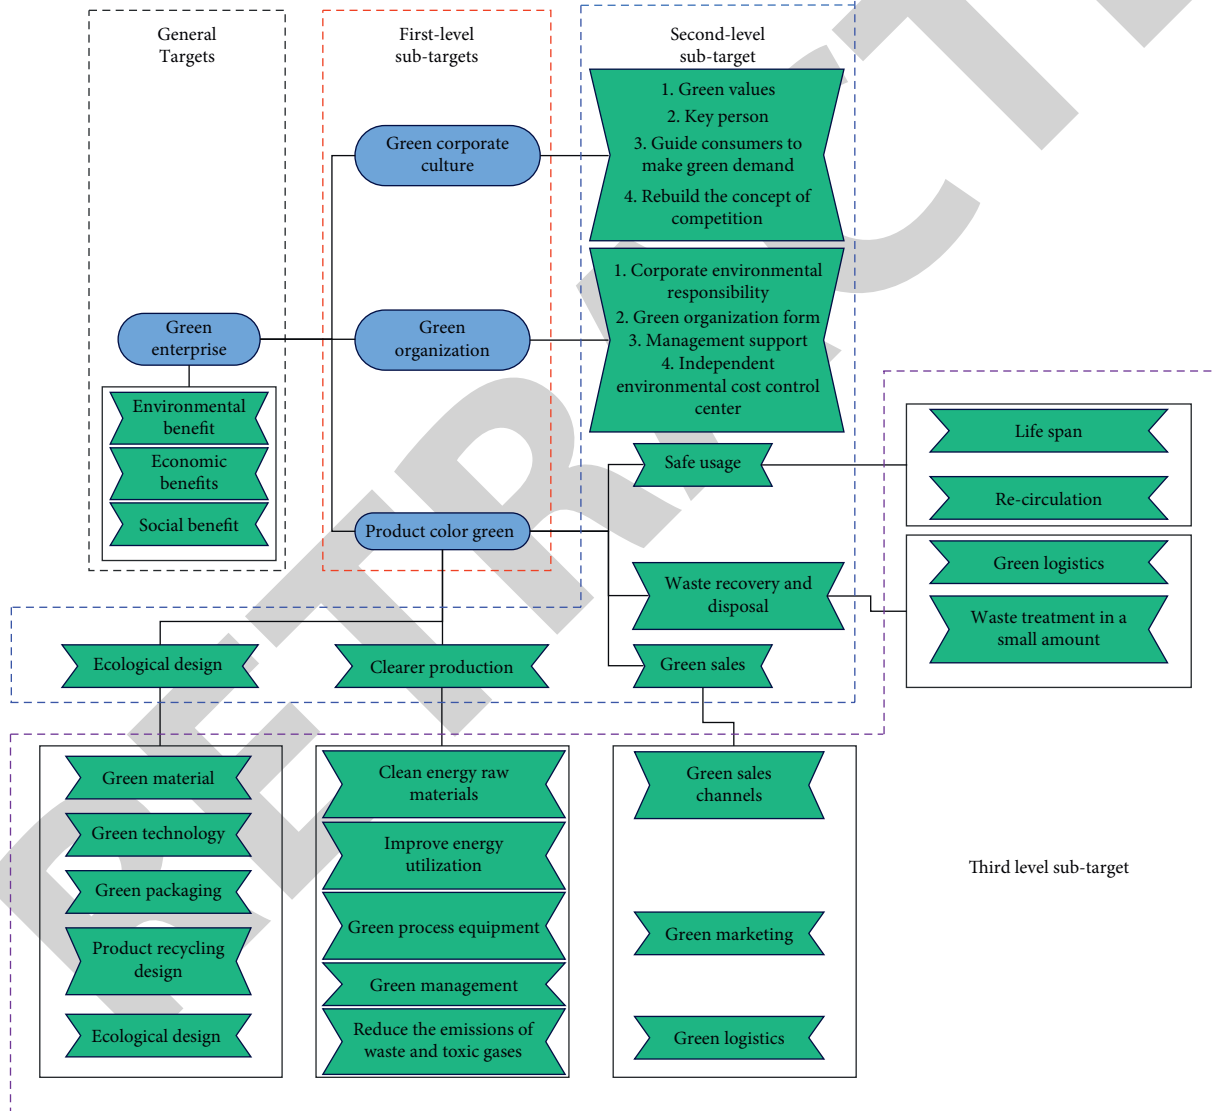 General
Targets
First-level
sub-targets
Second-level
sub-target
1. Green values
2. Key person
3. Guide consumers to
make green demand
4. Rebuild the concept of
competition
Green corporate
culture
1. Corporate environmental
responsibility
2. Green organization form
3. Management support
4. Independent
environmental cost control
center
Green
enterprise
Green
organization
Environmental
benefit
Economic
benefits
Social benefit
Product color green
Safe usage
Life span
Re-circulation
Waste recovery and
disposal
Green logistics
Waste treatment in a
small amount
Ecological design
Clearer production
Green sales
Green material
Green technology
Green packaging
Product recycling
design
Ecological design
Clean energy raw
materials
Improve energy
utilization
Green process equipment
Green management
Reduce the emissions of
waste and toxic gases
Green sales
channels
Green marketing
Green logistics
Third level sub-target
RETRACTE